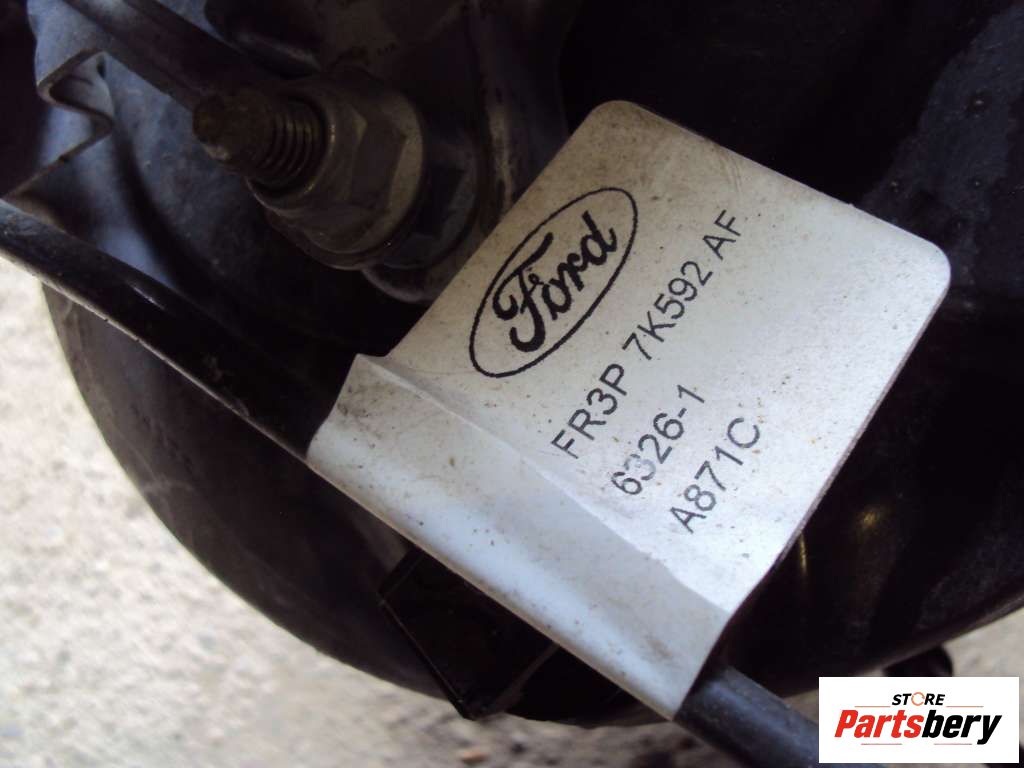 Ford
FR3P 7K592 AF
6326-1
A871C
STORE
Partsbery